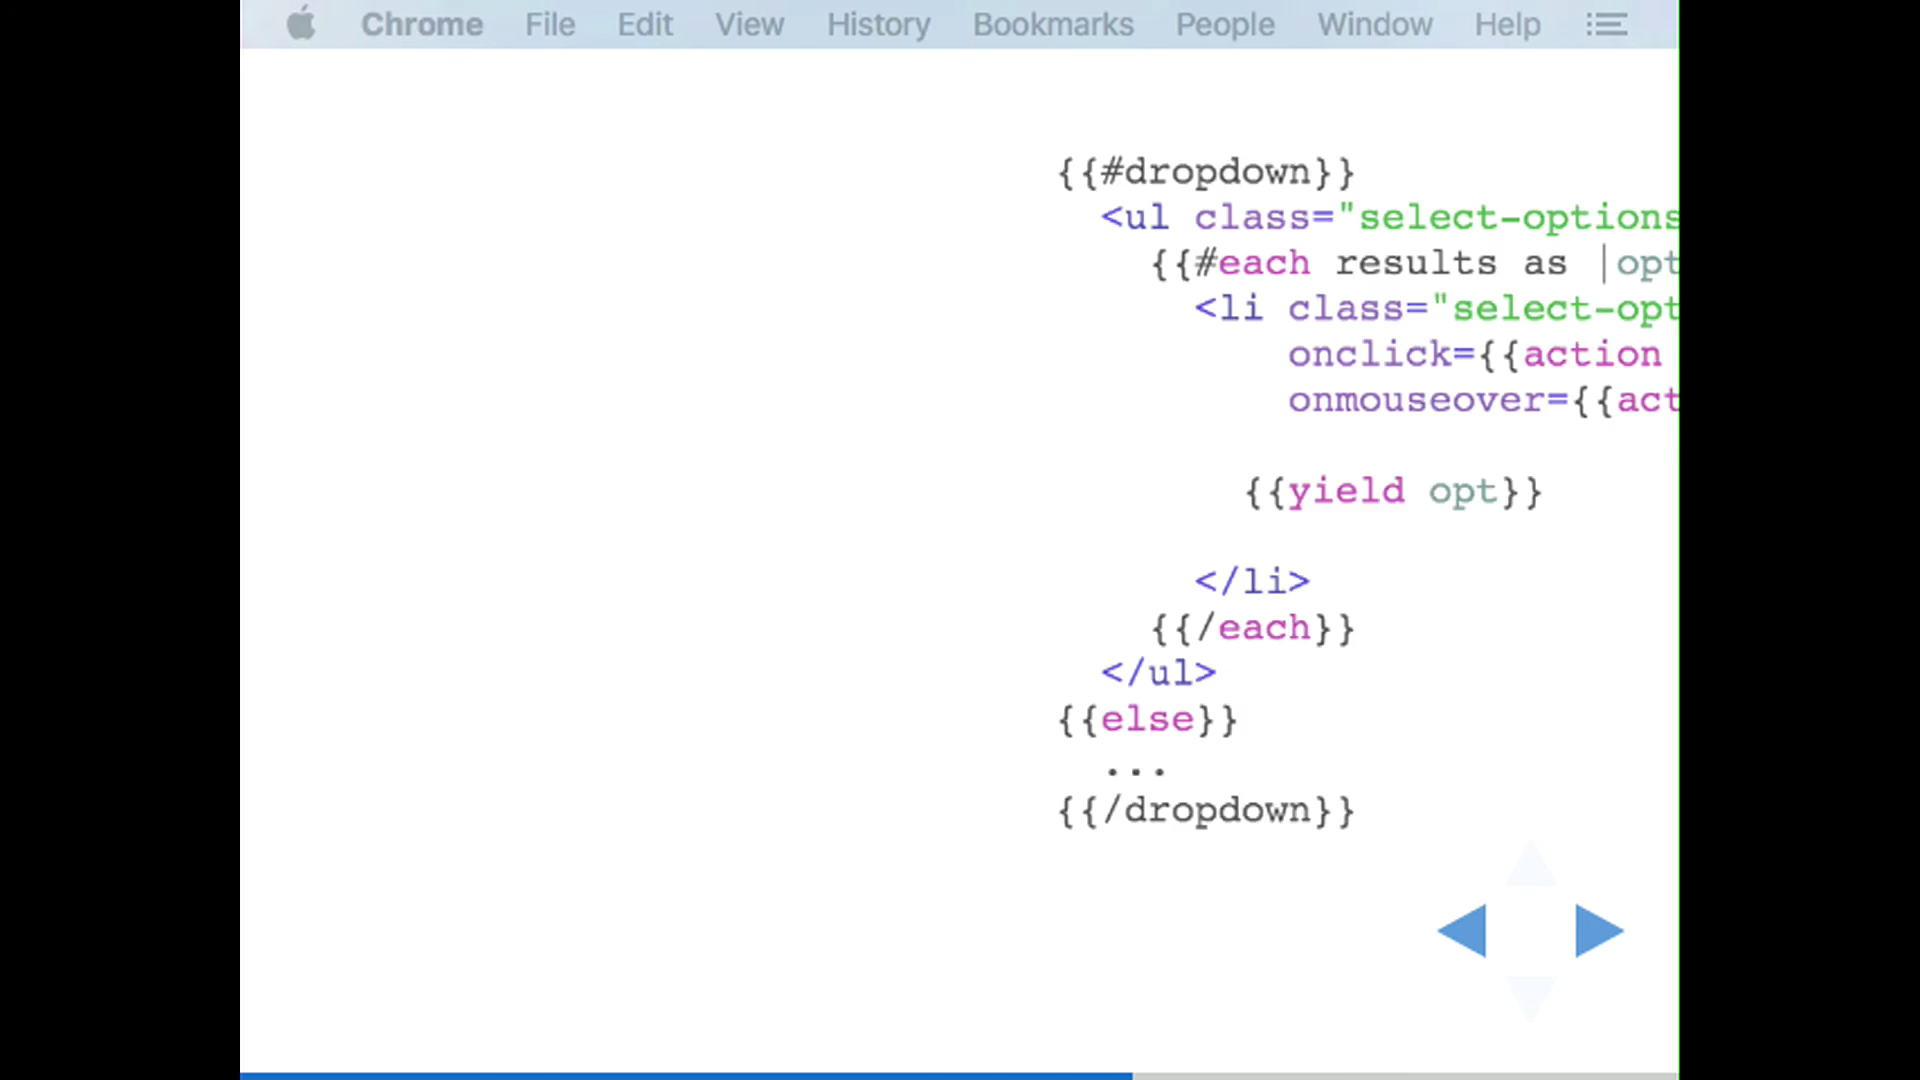 Chrome File Edit View History Bookmarks People Window Help
{{#dropdown}}
<ul class="select-options
{{#each results as |opt
<li class="select-opt
onclick={{action
onmouseover={{act
{{yield opt}}
</li>
{{/each}}
</ul>
{{else}}
...
{{/dropdown}}